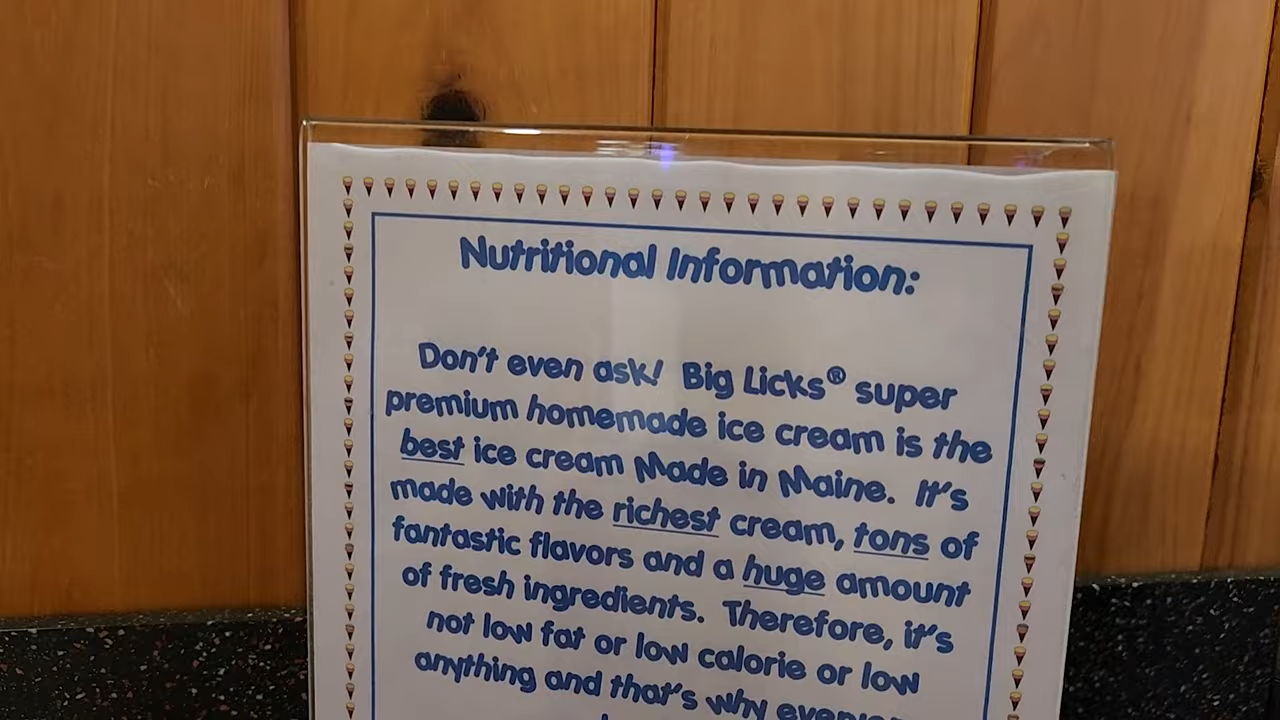 Nutritional Information:
Don't even ask! Big Licks® super
premium homemade ice cream is the
best ice cream Made in Maine. It's
made with the richest cream, tons of
fantastic flavors and a huge amount
of fresh ingredients. Therefore, it's
not low fat or low calorie or low
anything and that's why